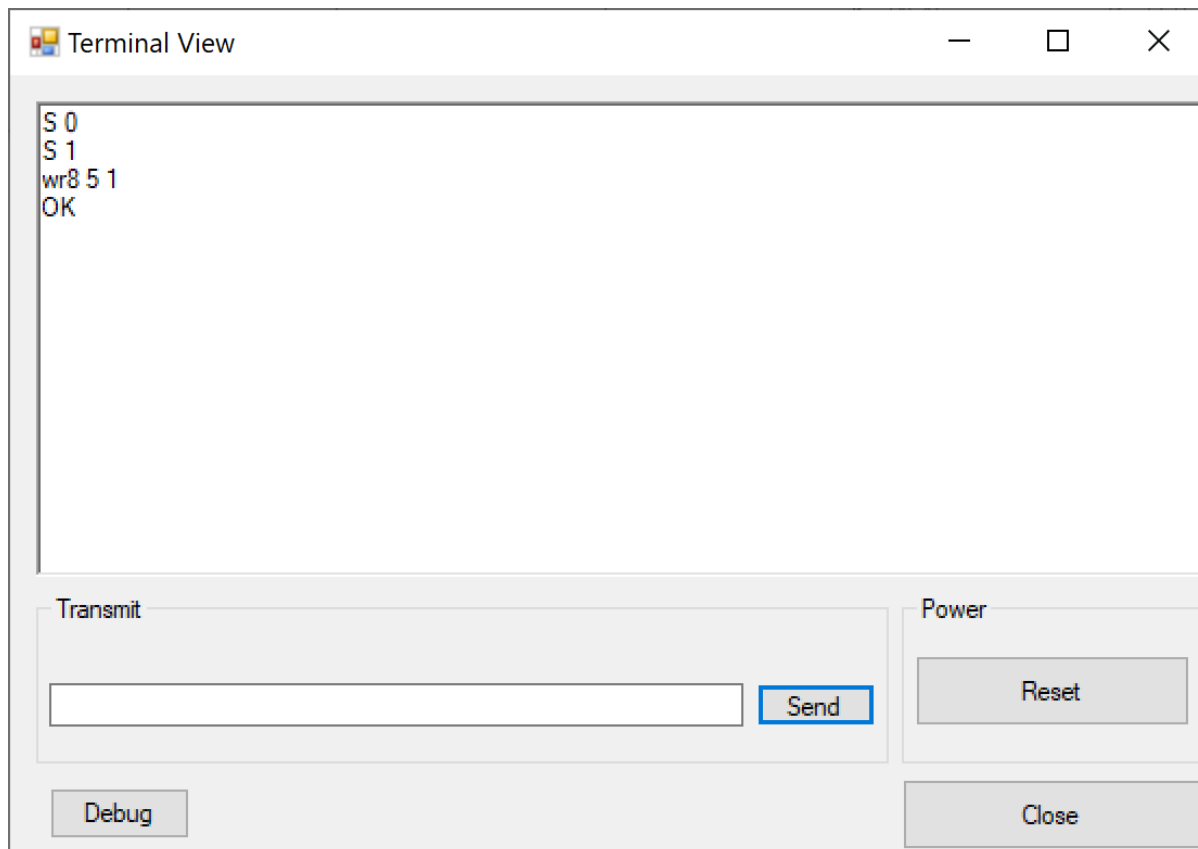 Terminal View
S 0
S 1
wr8 5 1
OK
Transmit
Send
Power
Reset
Debug
Close